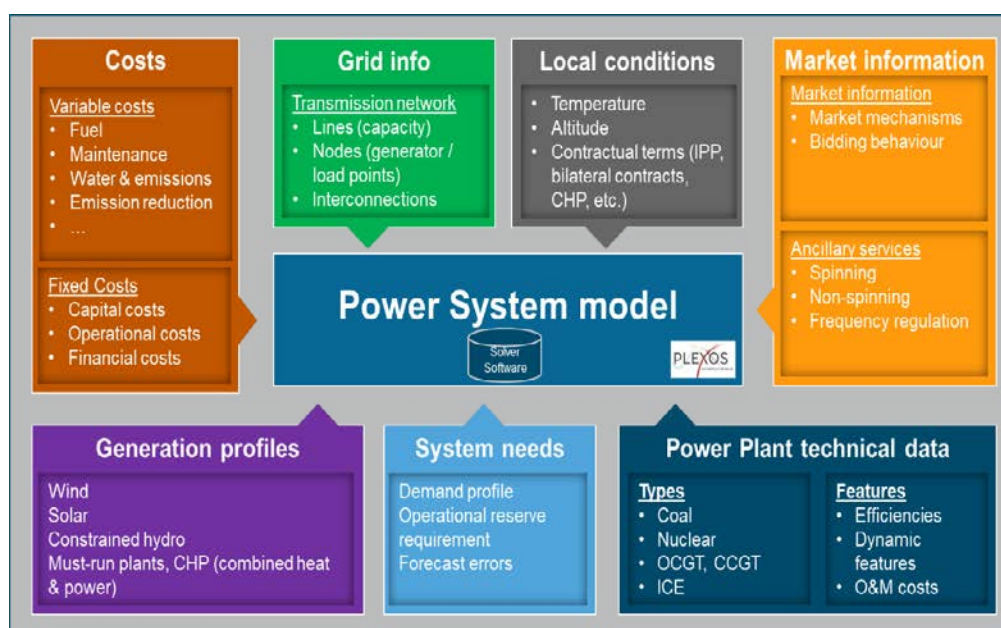 Costs
Variable costs
• Fuel
• Maintenance
• Water & emissions
• Emission reduction
• …
Fixed Costs
• Capital costs
• Operational costs
• Financial costs
Grid info
Transmission network
• Lines (capacity)
• Nodes (generator /
load points)
• Interconnections
Local conditions
• Temperature
• Altitude
• Contractual terms (IPP,
bilateral contracts,
CHP, etc.)
Market information
Market information
• Market mechanisms
• Bidding behaviour
Ancillary services
• Spinning
• Non-spinning
• Frequency regulation
Power System model
Solver
Software
PLEXOS
Generation profiles
Wind
Solar
Constrained hydro
Must-run plants, CHP (combined heat
& power)
System needs
Demand profile
Operational reserve
requirement
Forecast errors
Power Plant technical data
Types
• Coal
• Nuclear
• OCGT, CCGT
• ICE
Features
• Efficiencies
• Dynamic
features
• O&M costs